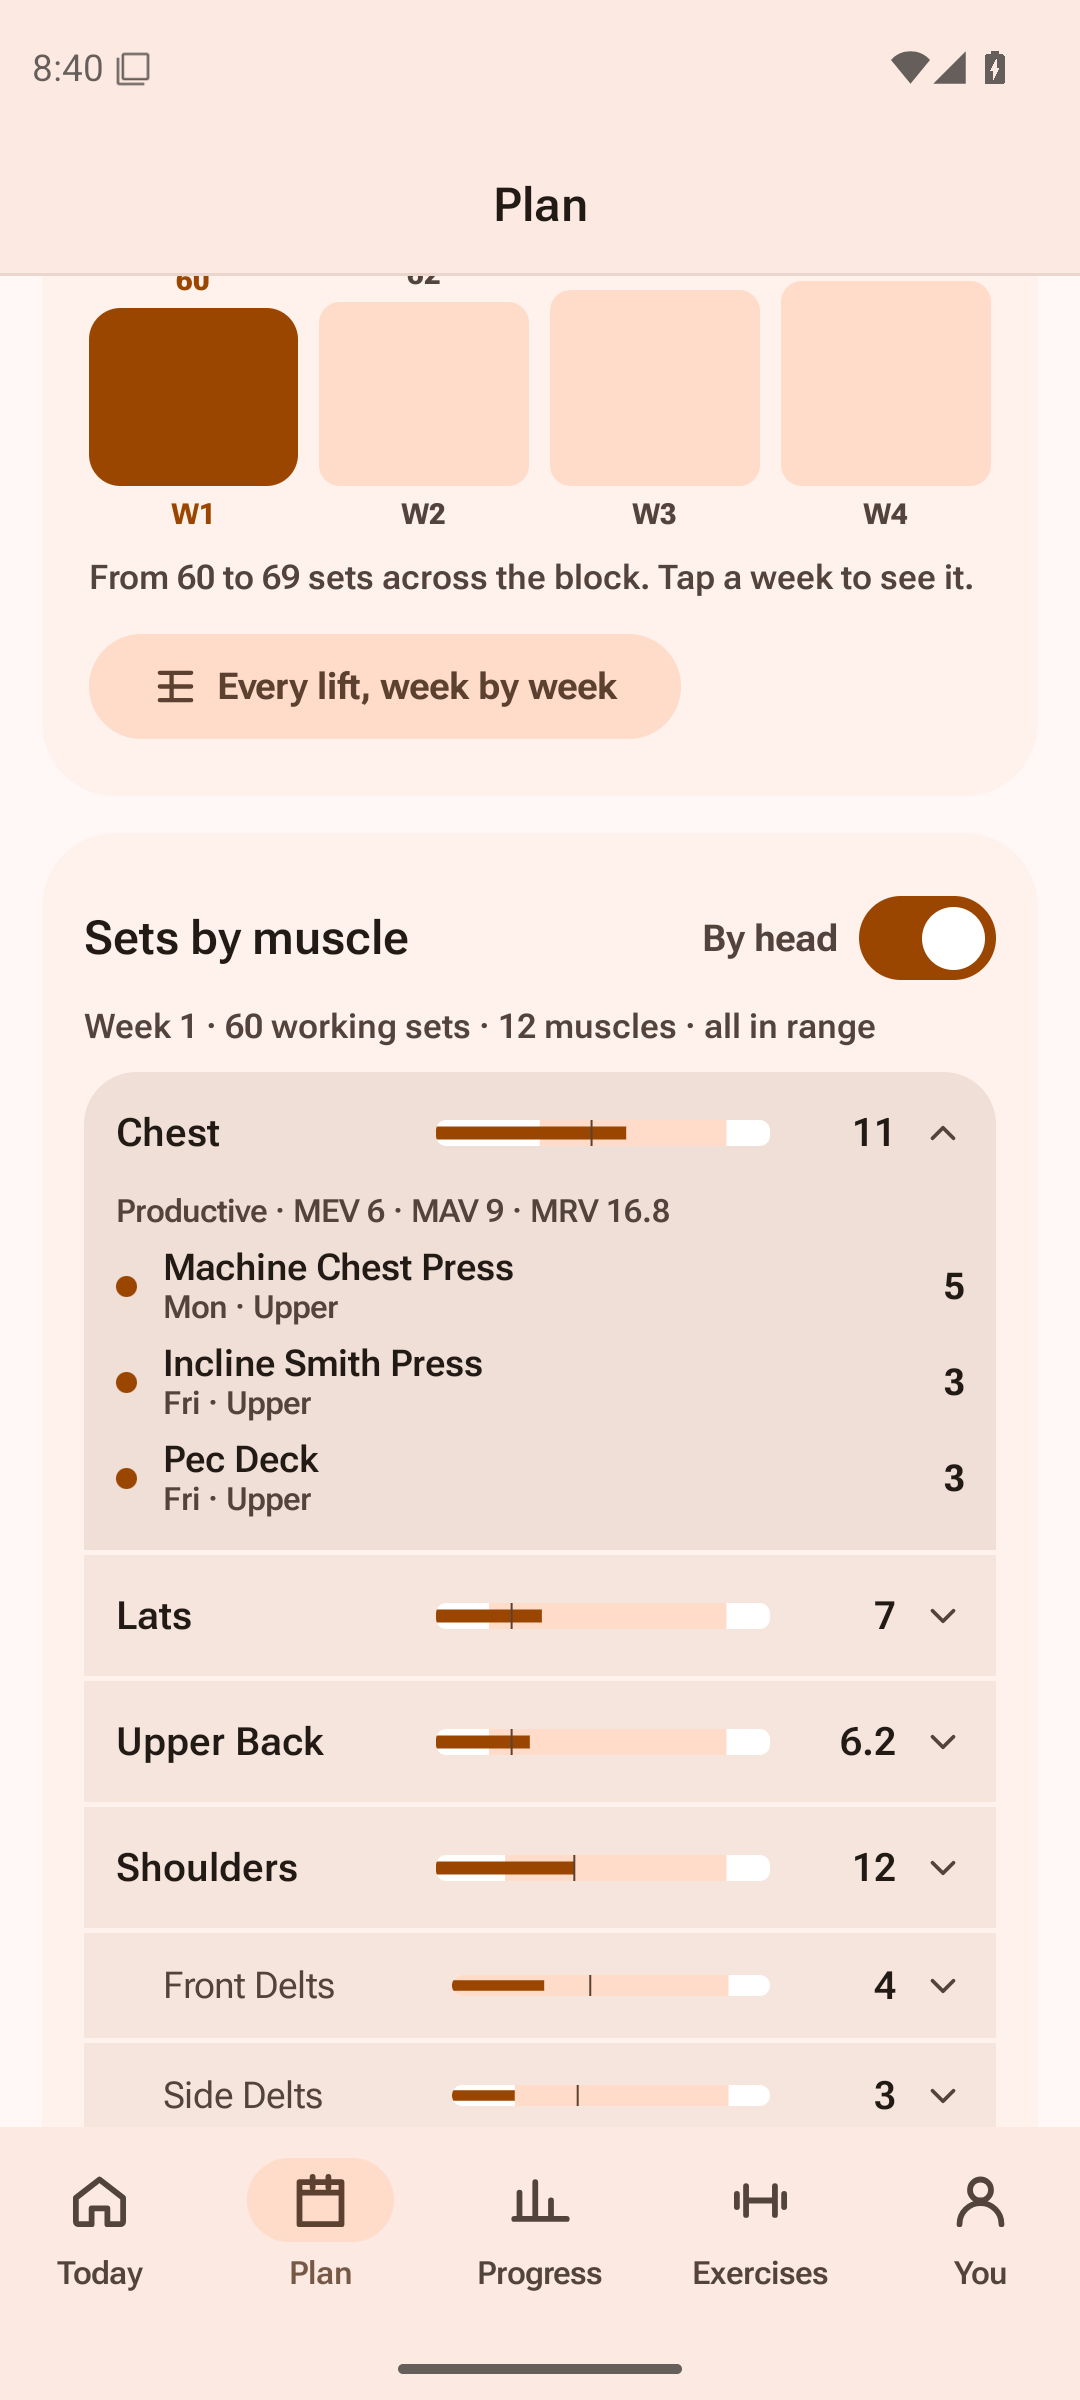 8:40
Plan
60
62
W1 W2 W3 W4
From 60 to 69 sets across the block. Tap a week to see it.
Every lift, week by week
Sets by muscle By head
Week 1 · 60 working sets · 12 muscles · all in range
Chest 11
Productive · MEV 6 · MAV 9 · MRV 16.8
Machine Chest Press 5
Mon · Upper
Incline Smith Press 3
Fri · Upper
Pec Deck 3
Fri · Upper
Lats 7
Upper Back 6.2
Shoulders 12
Front Delts 4
Side Delts 3
Today Plan Progress Exercises You